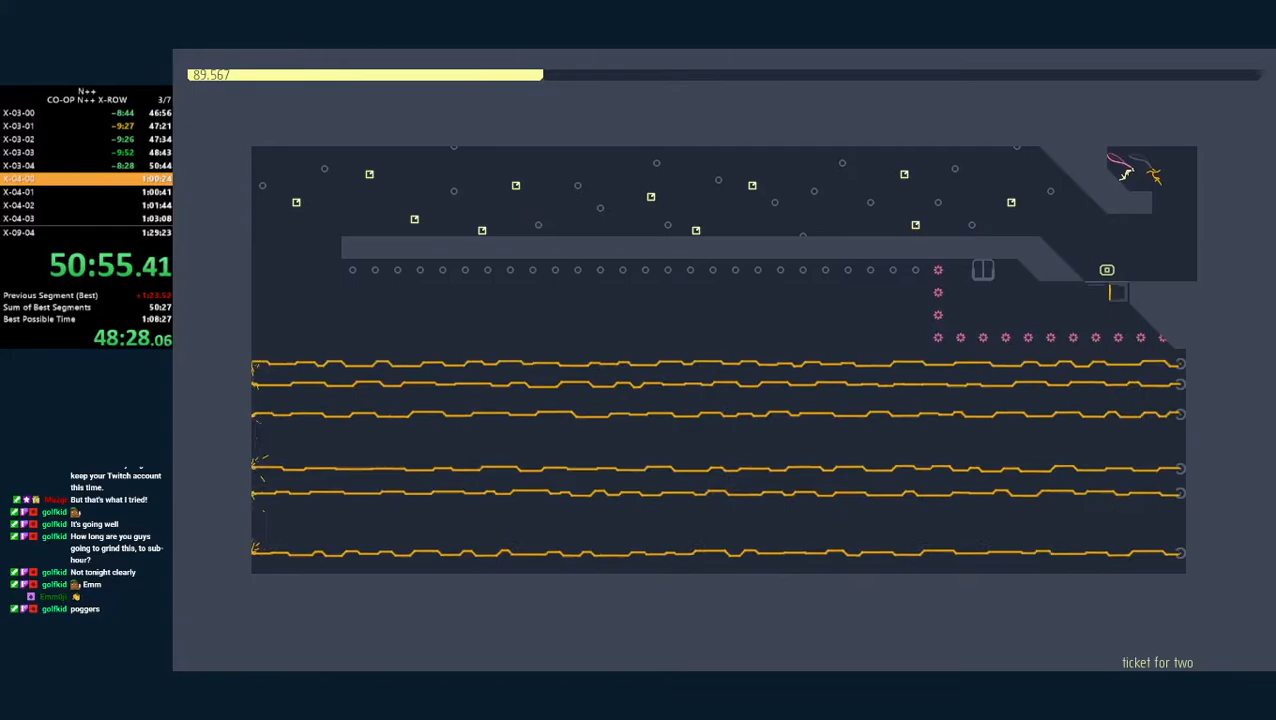 89.567
N++
CO-OP N++ X-ROW 3/7
X-03-00 -8:44 46:56
X-03-01 -9:27 47:21
X-03-02 -9:26 47:34
X-03-03 -9:52 48:43
X-03-04 -8:28 50:44
X-04-00 1:00:24
X-04-01 1:00:41
X-04-02 1:01:44
X-04-03 1:03:08
X-09-04 1:29:23
50:55.41
Previous Segment (Best) +1:23.52
Sum of Best Segments 50:27
Best Possible Time 1:08:27
48:28.06
keep your Twitch account
this time.
But that's what I tried!
golfkid
golfkid It's going well
golfkid How long are you guys
going to grind this, to sub-
hour?
golfkid Not tonight clearly
golfkid Emm
golfkid poggers
ticket for two